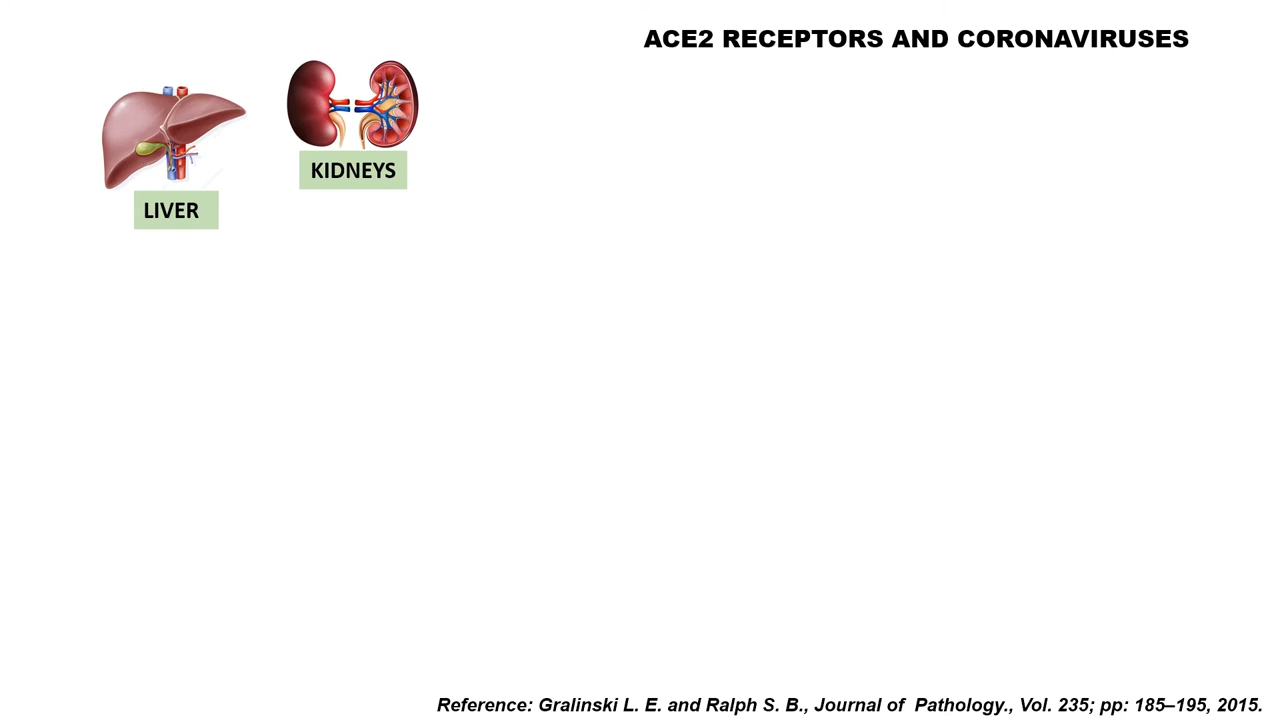 ACE2 RECEPTORS AND CORONAVIRUSES
KIDNEYS
LIVER
Reference: Gralinski L. E. and Ralph S. B., Journal of Pathology., Vol. 235; pp: 185–195, 2015.